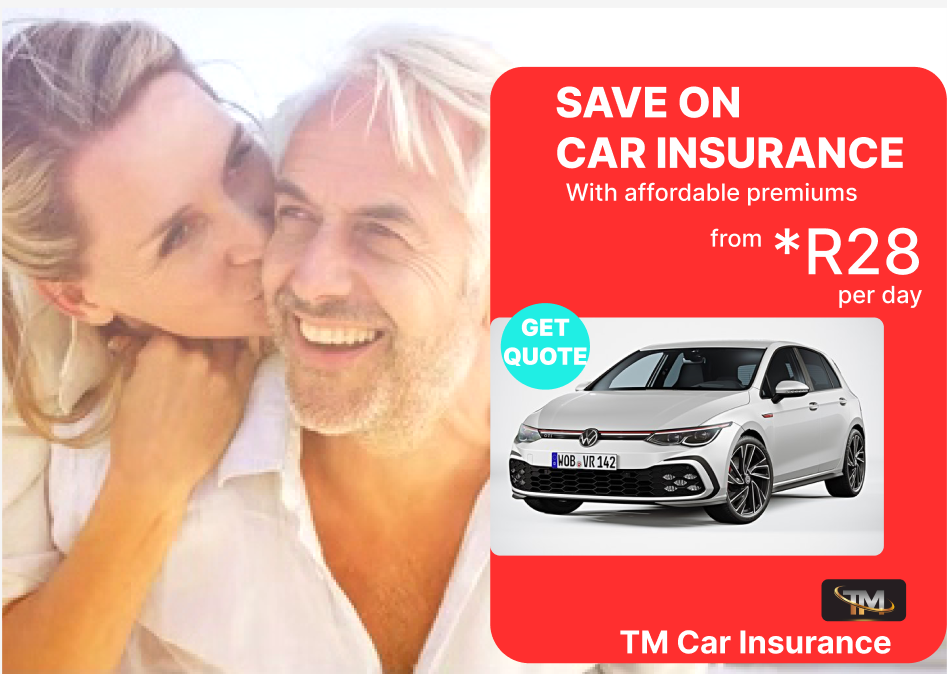 SAVE ON
CAR INSURANCE
With affordable premiums
from *R28
per day
GET
QUOTE
WOB VR 142
TM
TM Car Insurance